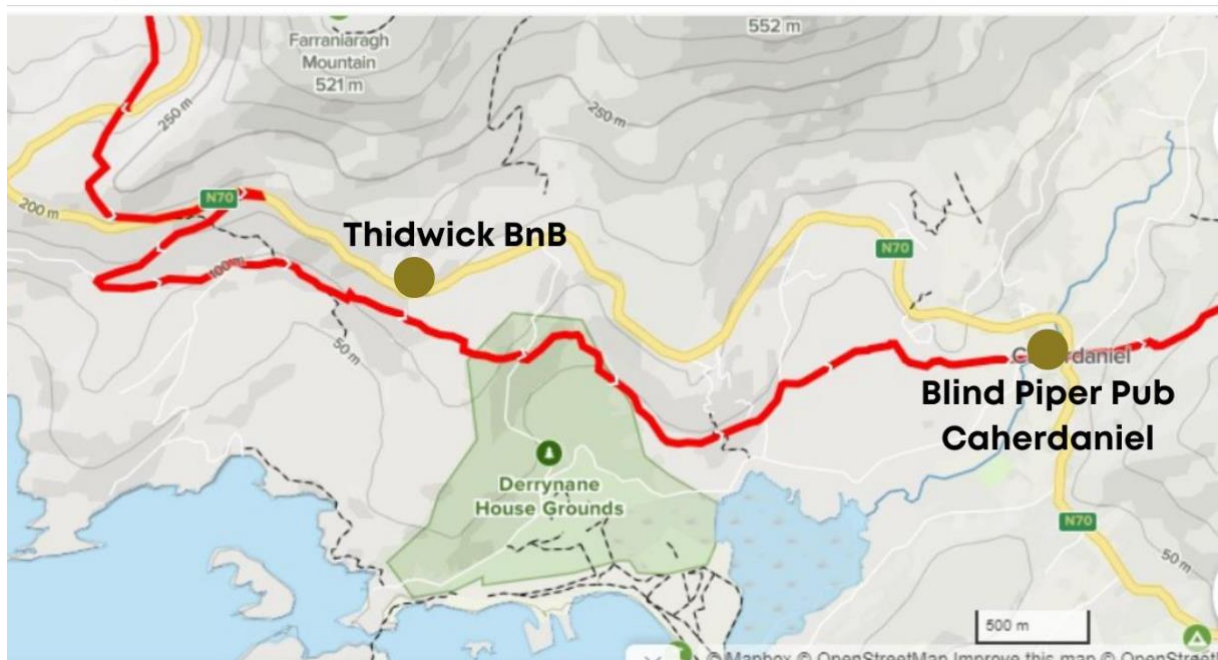 Farraniaragh
Mountain
521 m
552 m
250 m
250 m
N70
200 m
Thidwick BnB
N70
100 m
50 m
Caherdaniel
Blind Piper Pub
Caherdaniel
Derrynane
House Grounds
N70
50 m
500 m
© Mapbox © OpenStreetMap Improve this map ©